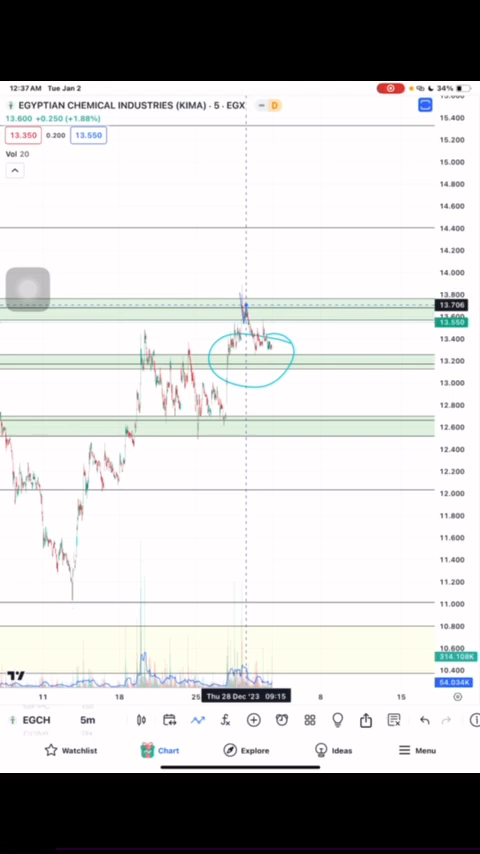 12:37 AM Tue Jan 2
34%
EGYPTIAN CHEMICAL INDUSTRIES (KIMA) · 5 · EGX
D
13.600 +0.250 (+1.88%)
13.350 0.200 13.550
Vol 20
15.400
15.200
15.000
14.800
14.600
14.400
14.200
14.000
13.800
13.706
13.550
13.400
13.200
13.000
12.800
12.600
12.400
12.200
12.000
11.800
11.600
11.400
11.200
11.000
10.800
10.600
314.108K
10.400
54.034K
11 18 25 Thu 28 Dec '23 09:15 8 15
EGCH 5m
Watchlist Chart Explore Ideas Menu